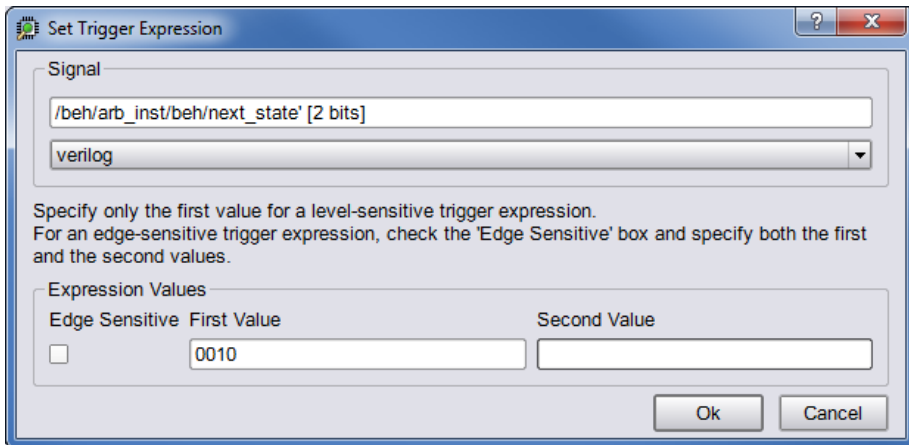 Set Trigger Expression
?
X
Signal
/beh/arb_inst/beh/next_state' [2 bits]
verilog
Specify only the first value for a level-sensitive trigger expression.
For an edge-sensitive trigger expression, check the 'Edge Sensitive' box and specify both the first
and the second values.
Expression Values
Edge Sensitive First Value Second Value
0010
Ok Cancel